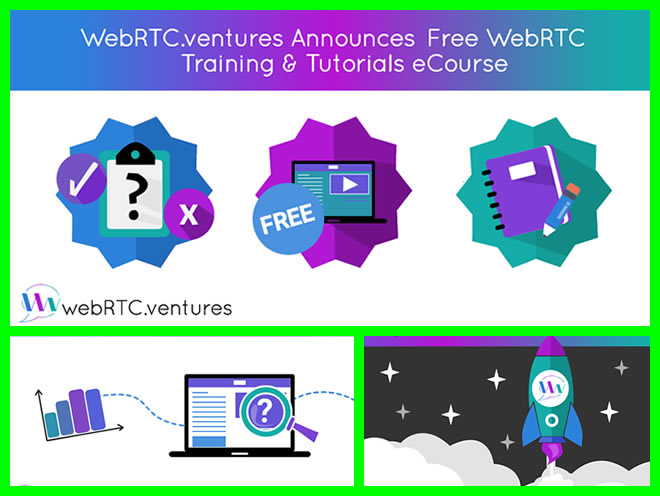 WebRTC.ventures Announces Free WebRTC
Training & Tutorials eCourse
?
X
FREE
webRTC.ventures
?